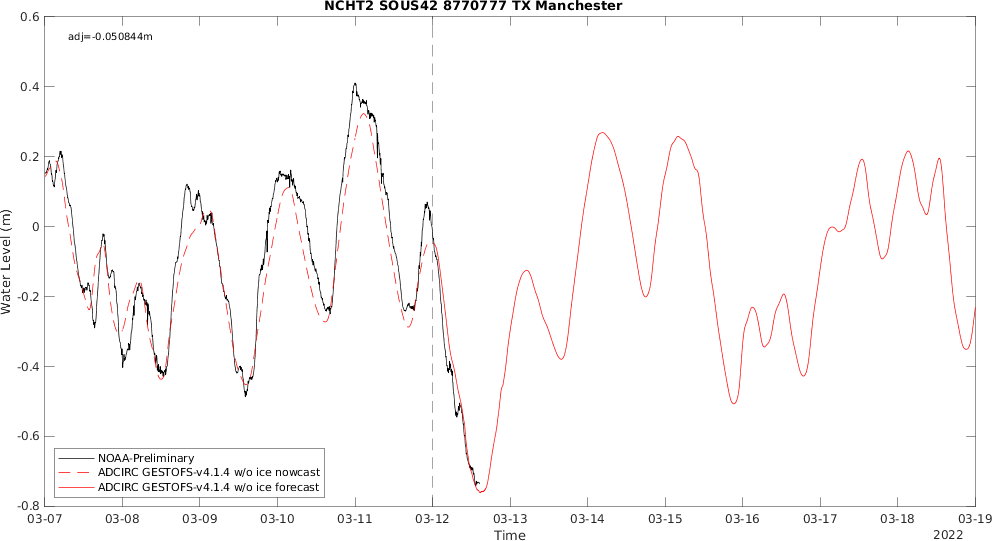 NCHT2 SOUS42 8770777 TX Manchester
adj=-0.050844m
0.6
0.4
0.2
0
-0.2
-0.4
-0.6
-0.8
Water Level (m)
NOAA-Preliminary
ADCIRC GESTOFS-v4.1.4 w/o ice nowcast
ADCIRC GESTOFS-v4.1.4 w/o ice forecast
03-07 03-08 03-09 03-10 03-11 03-12 03-13 03-14 03-15 03-16 03-17 03-18 03-19
Time
2022